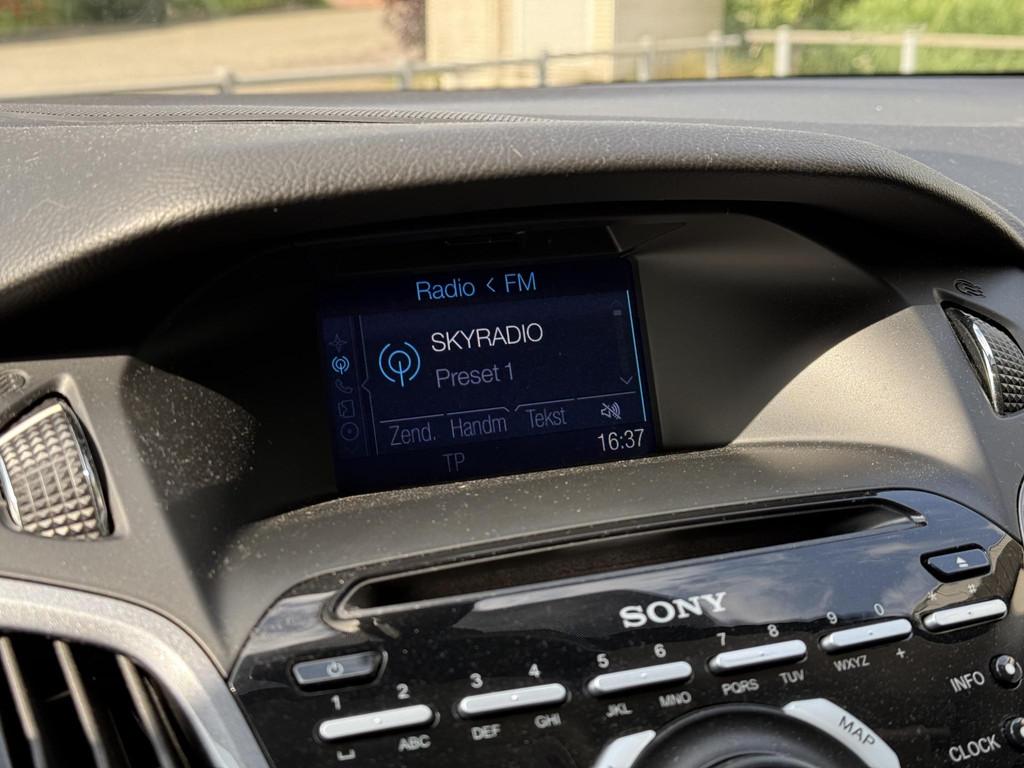 Radio < FM
SKYRADIO
Preset 1
Zend. Handm Tekst
16:37
TP
SONY
1 2 3 4 5 6 7 8 9 0 * #
ABC DEF GHI JKL MNO PQRS TUV WXYZ +
INFO
MAP
CLOCK